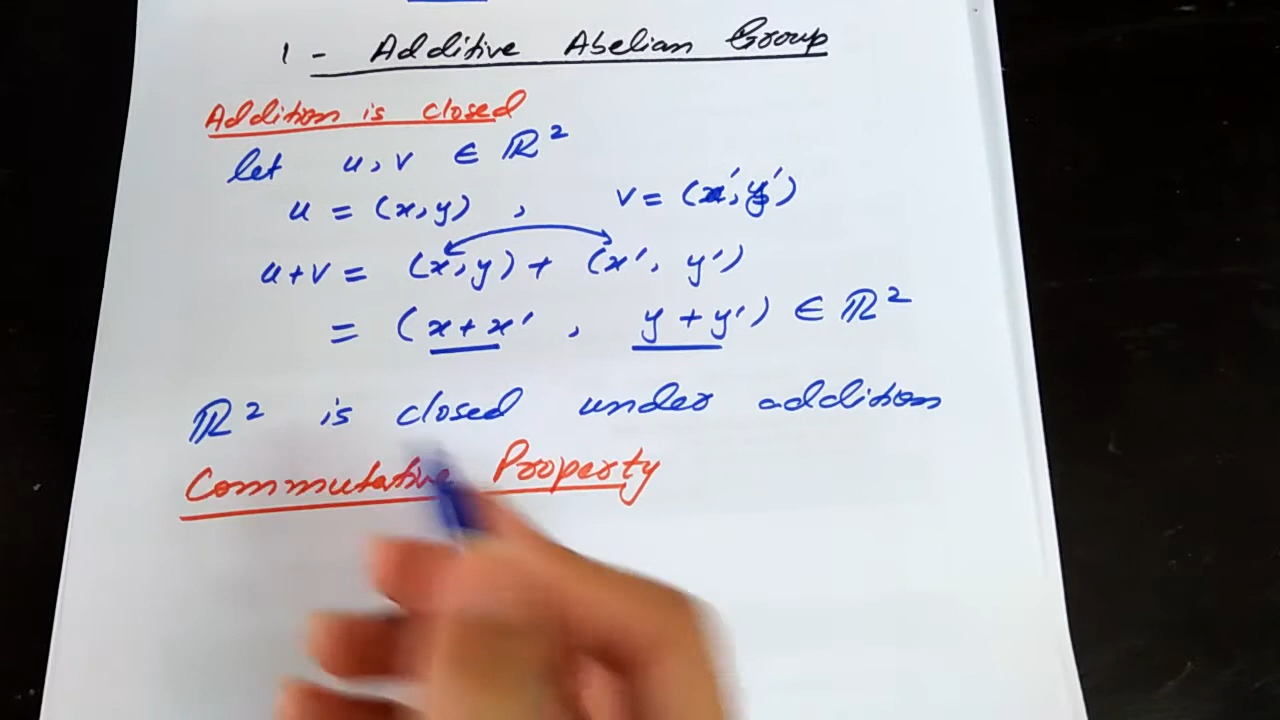 1 - Additive Abelian Group
Addition is closed
let u, v ∈ ℝ²
u = (x, y) , v = (x', y')
u+v = (x, y) + (x', y')
= (x+x' , y+y') ∈ ℝ²
ℝ² is closed under addition
Commutative Property